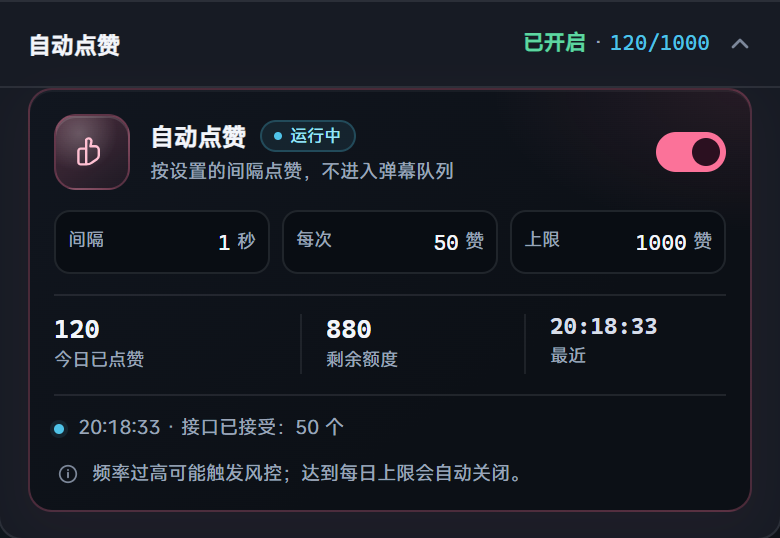 自动点赞
已开启 · 120/1000
自动点赞
运行中
按设置的间隔点赞，不进入弹幕队列
间隔 1 秒
每次 50 赞
上限 1000 赞
120
今日已点赞
880
剩余额度
20:18:33
最近
20:18:33 · 接口已接受：50 个
频率过高可能触发风控；达到每日上限会自动关闭。